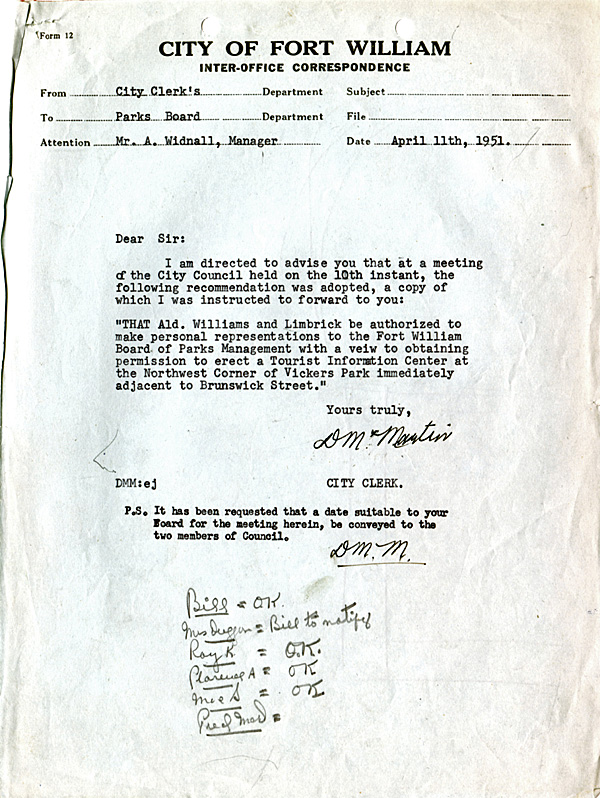 Form 12
CITY OF FORT WILLIAM
INTER-OFFICE CORRESPONDENCE
From City Clerk's Department Subject
To Parks Board Department File
Attention Mr. A. Widnall, Manager Date April 11th, 1951.
Dear Sir:
I am directed to advise you that at a meeting
of the City Council held on the 10th instant, the
following recommendation was adopted, a copy of
which I was instructed to forward to you:
"THAT Ald. Williams and Limbrick be authorized to
make personal representations to the Fort William
Board of Parks Management with a veiw to obtaining
permission to erect a Tourist Information Center at
the Northwest Corner of Vickers Park immediately
adjacent to Brunswick Street."
Yours truly,
DMcMartin
DMM:ej CITY CLERK.
P.S. It has been requested that a date suitable to your
Board for the meeting herein, be conveyed to the
two members of Council.
DM.M.
Bill = OK.
Mrs = Bill to notify
Roy K = O.K.
Clarence A = OK
= OK
Fred =